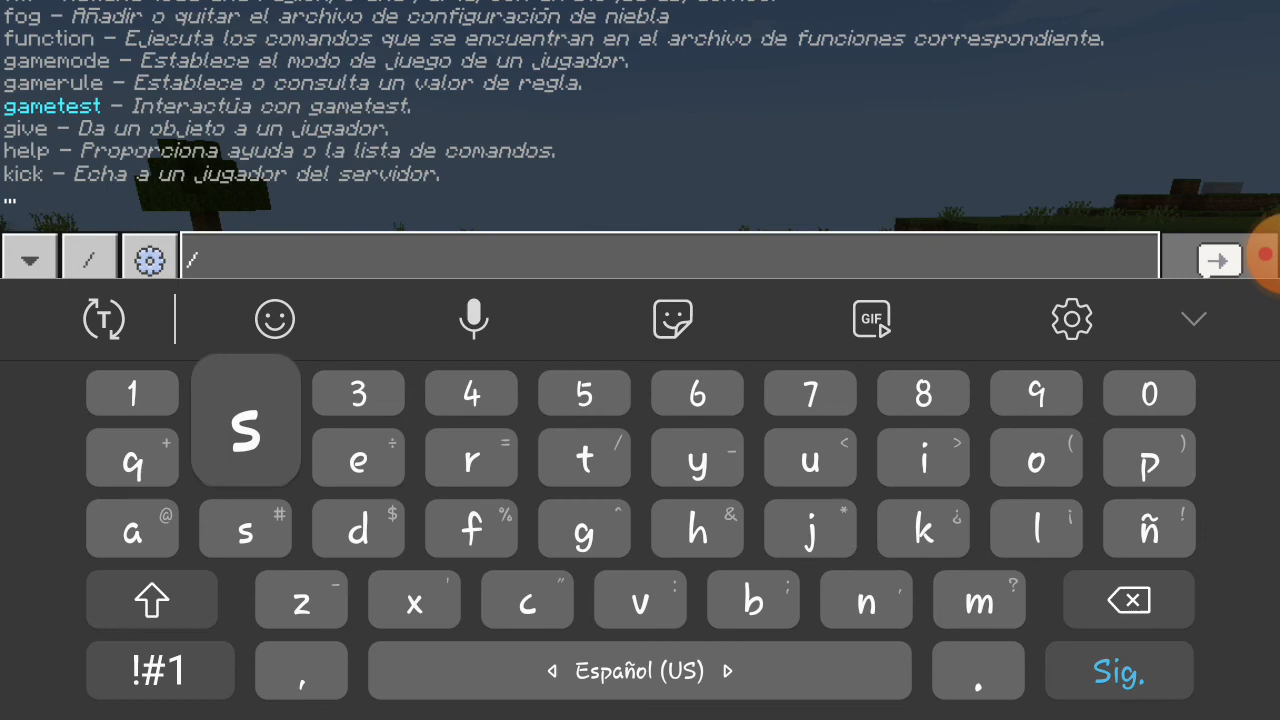 fog - Añadir o quitar el archivo de configuración de niebla
function - Ejecuta los comandos que se encuentran en el archivo de funciones correspondiente.
gamemode - Establece el modo de juego de un jugador.
gamerule - Establece o consulta un valor de regla.
gametest - Interactúa con gametest.
give - Da un objeto a un jugador.
help - Proporciona ayuda o la lista de comandos.
kick - Echa a un jugador del servidor.
...
/ /
T GIF
1 s 3 4 5 6 7 8 9 0
q + e ÷ r = t / y _ u < i > o ( p )
a @ s # d $ f % g ^ h & j * k ¿ l ¡ ñ !
z - x ' c " v : b ; n , m ?
!#1 , Español (US) . Sig.